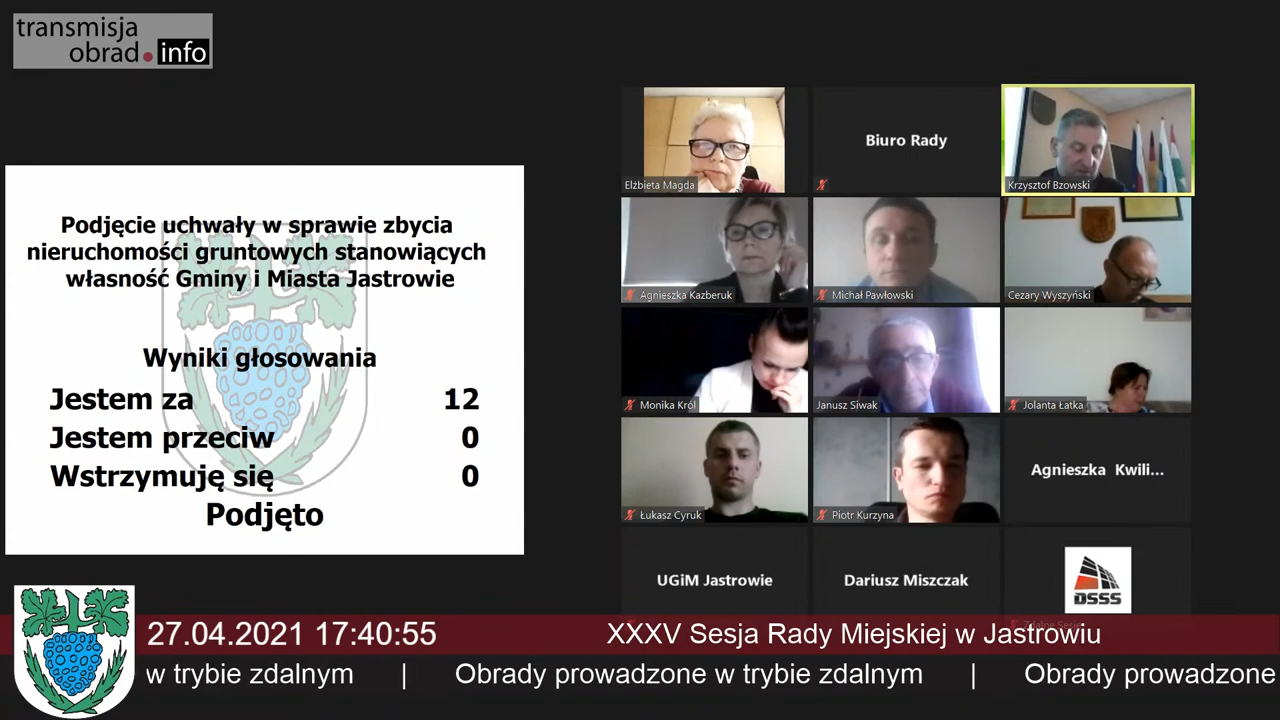 transmisja
obrad.info
Podjęcie uchwały w sprawie zbycia
nieruchomości gruntowych stanowiących
własność Gminy i Miasta Jastrowie
Wyniki głosowania
Jestem za 12
Jestem przeciw 0
Wstrzymuję się 0
Podjęto
Elżbieta Magda
Biuro Rady
Krzysztof Bzowski
Agnieszka Kazberuk
Michał Pawłowski
Cezary Wyszyński
Monika Król
Janusz Siwak
Jolanta Łatka
Łukasz Cyruk
Piotr Kurzyna
Agnieszka Kwili...
UGiM Jastrowie
Dariusz Miszczak
DSSS
Zdalne Sesje
27.04.2021 17:40:55
XXXV Sesja Rady Miejskiej w Jastrowiu
w trybie zdalnym | Obrady prowadzone w trybie zdalnym | Obrady prowadzone